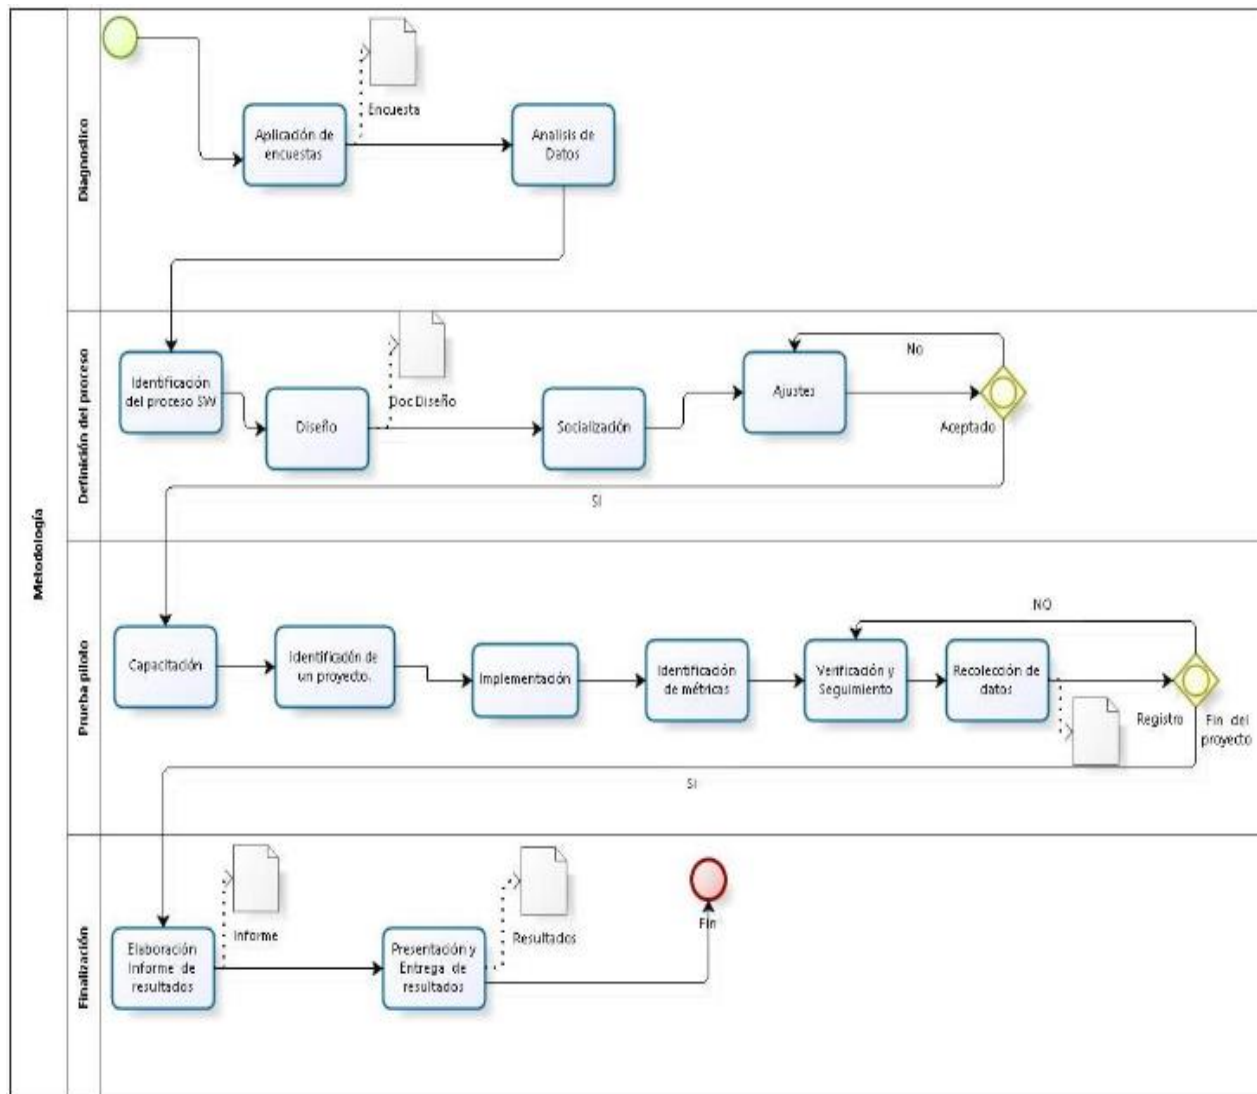 Metodología
Diagnostico
Encuesta
Aplicación de
encuestas
Analisis de
Datos
Definición del proceso
Identificación
del proceso SW
Diseño
Doc Diseño
Socialización
Ajustes
No
Aceptado
SI
Prueba piloto
Capacitación
Identificación de
un proyecto.
Implementación
Identificación
de métricas
Verificación y
Seguimiento
Recolección de
datos
NO
Registro
Fin del
proyecto
Si
Finalización
Elaboración
Informe de
resultados
Informe
Presentación y
Entrega de
resultados
Resultados
Fin